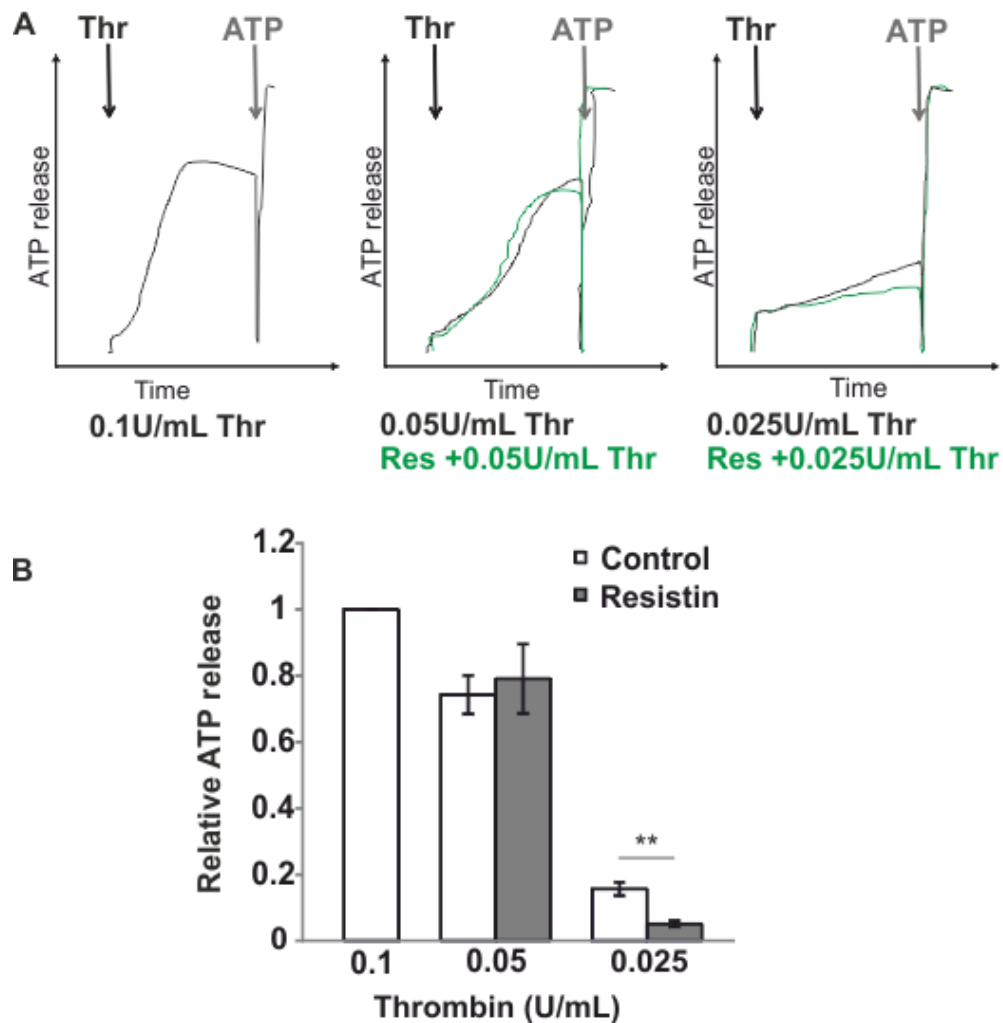 A
Thr ATP
Thr ATP
Thr ATP
ATP release
ATP release
ATP release
Time
Time
Time
0.1U/mL Thr
0.05U/mL Thr
Res +0.05U/mL Thr
0.025U/mL Thr
Res +0.025U/mL Thr
B
Relative ATP release
1.2
1
0.8
0.6
0.4
0.2
0
Control
Resistin
**
0.1 0.05 0.025
Thrombin (U/mL)